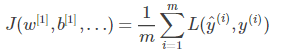 J(w^{[1]}, b^{[1]}, ...) = \frac{1}{m} \sum_{i=1}^{m} L(\hat{y}^{(i)}, y^{(i)})